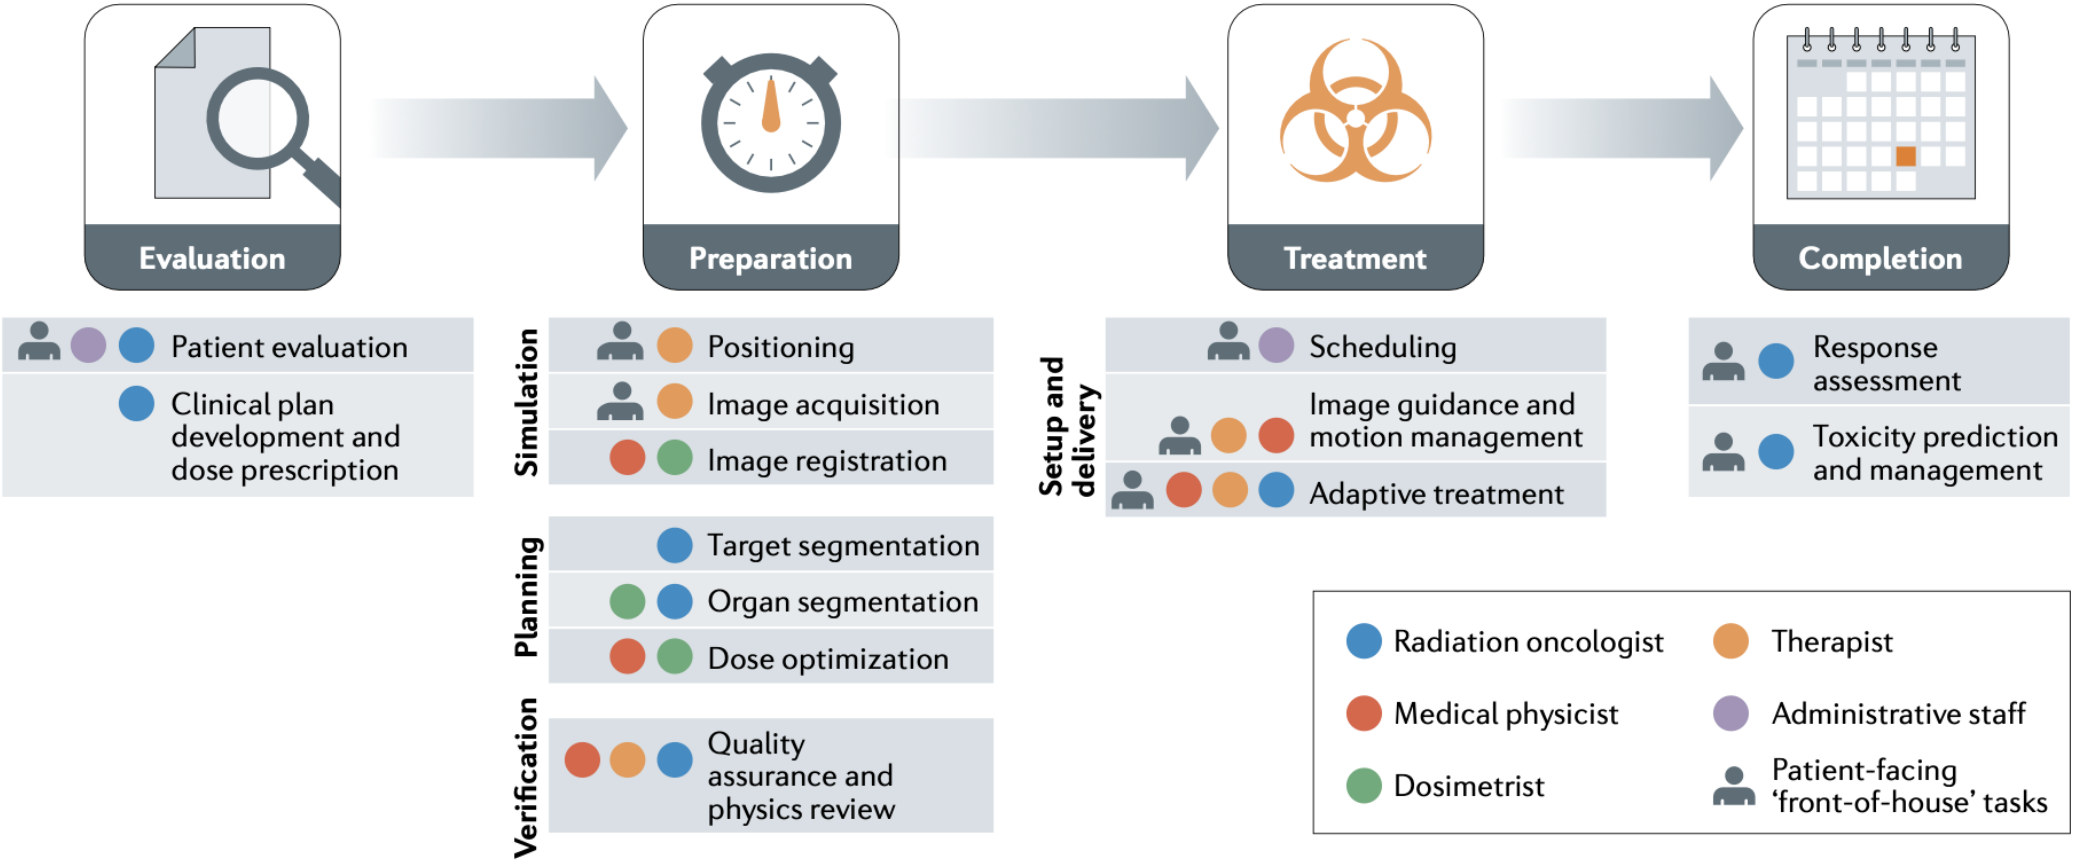 Evaluation
Preparation
Treatment
Completion
Patient evaluation
Clinical plan
development and
dose prescription
Simulation
Positioning
Image acquisition
Image registration
Planning
Target segmentation
Organ segmentation
Dose optimization
Verification
Quality
assurance and
physics review
Setup and
delivery
Scheduling
Image guidance and
motion management
Adaptive treatment
Response
assessment
Toxicity prediction
and management
Radiation oncologist
Medical physicist
Dosimetrist
Therapist
Administrative staff
Patient-facing
‘front-of-house’ tasks